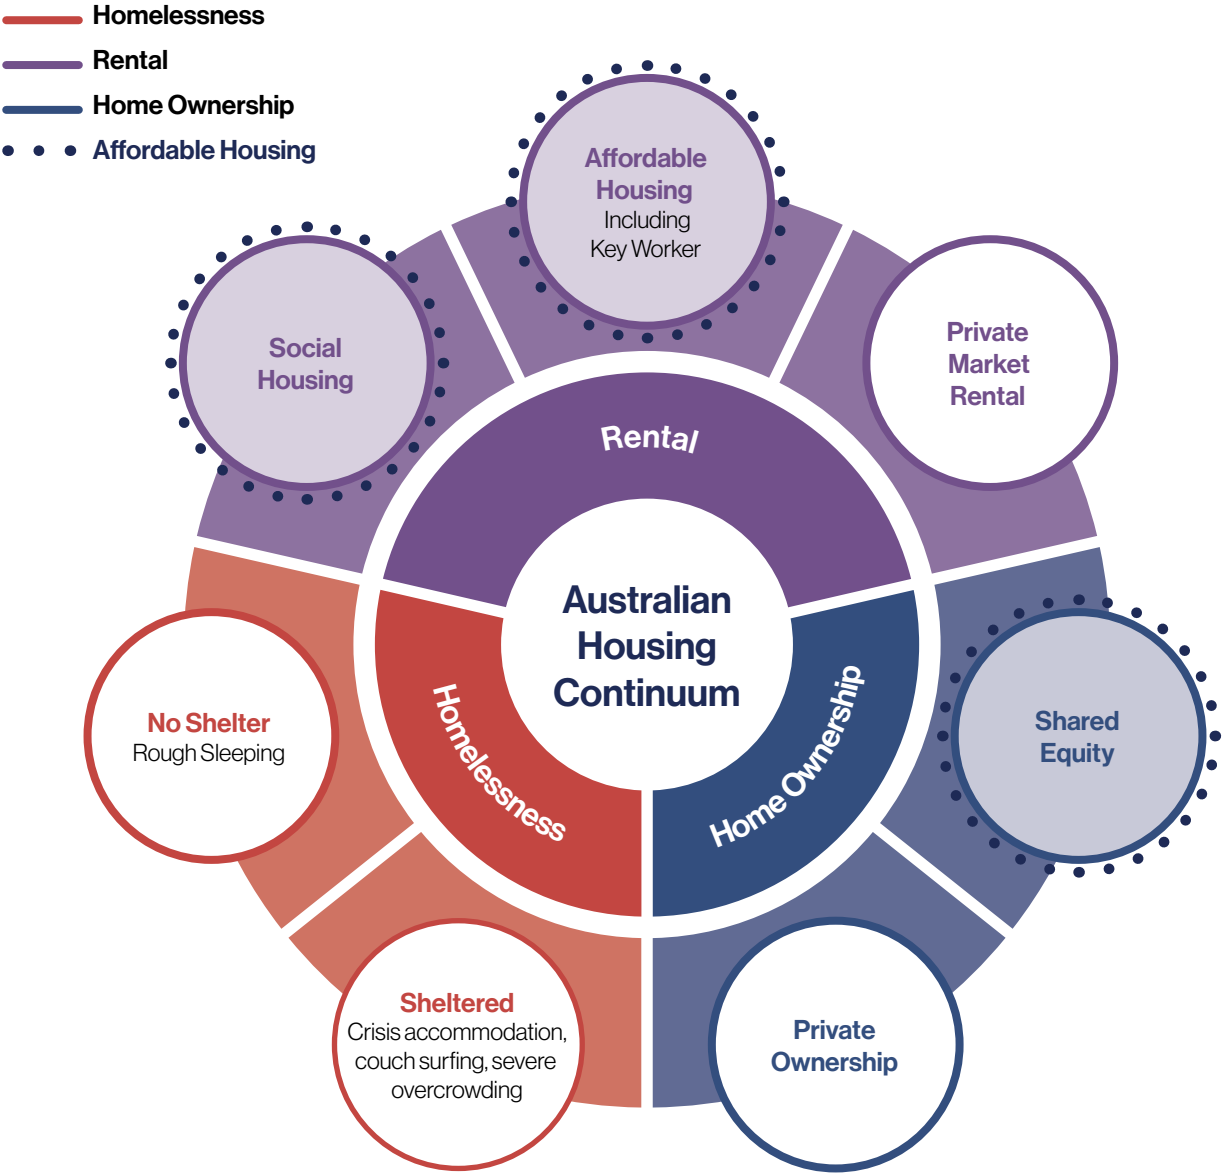 Homelessness
Rental
Home Ownership
Affordable Housing
Affordable
Housing
Including
Key Worker
Social
Housing
Private
Market
Rental
Rental
Australian
Housing
Continuum
Homelessness
Home Ownership
No Shelter
Rough Sleeping
Shared
Equity
Sheltered
Crisis accommodation,
couch surfing, severe
overcrowding
Private
Ownership